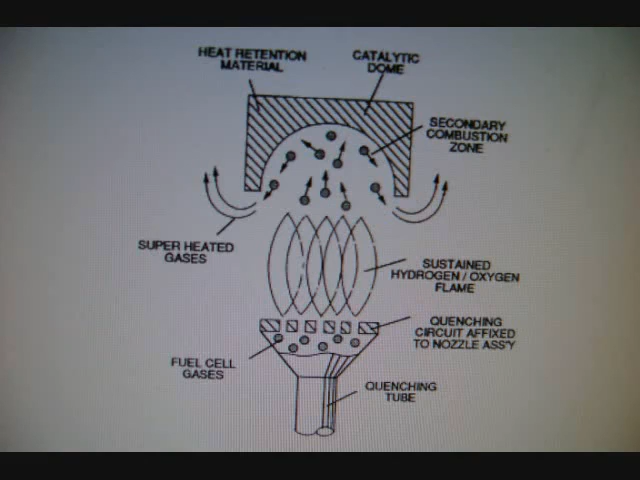 HEAT RETENTION
MATERIAL
CATALYTIC
DOME
SECONDARY
COMBUSTION
ZONE
SUPER HEATED
GASES
SUSTAINED
HYDROGEN / OXYGEN
FLAME
QUENCHING
CIRCUIT AFFIXED
TO NOZZLE ASS'Y
FUEL CELL
GASES
QUENCHING
TUBE